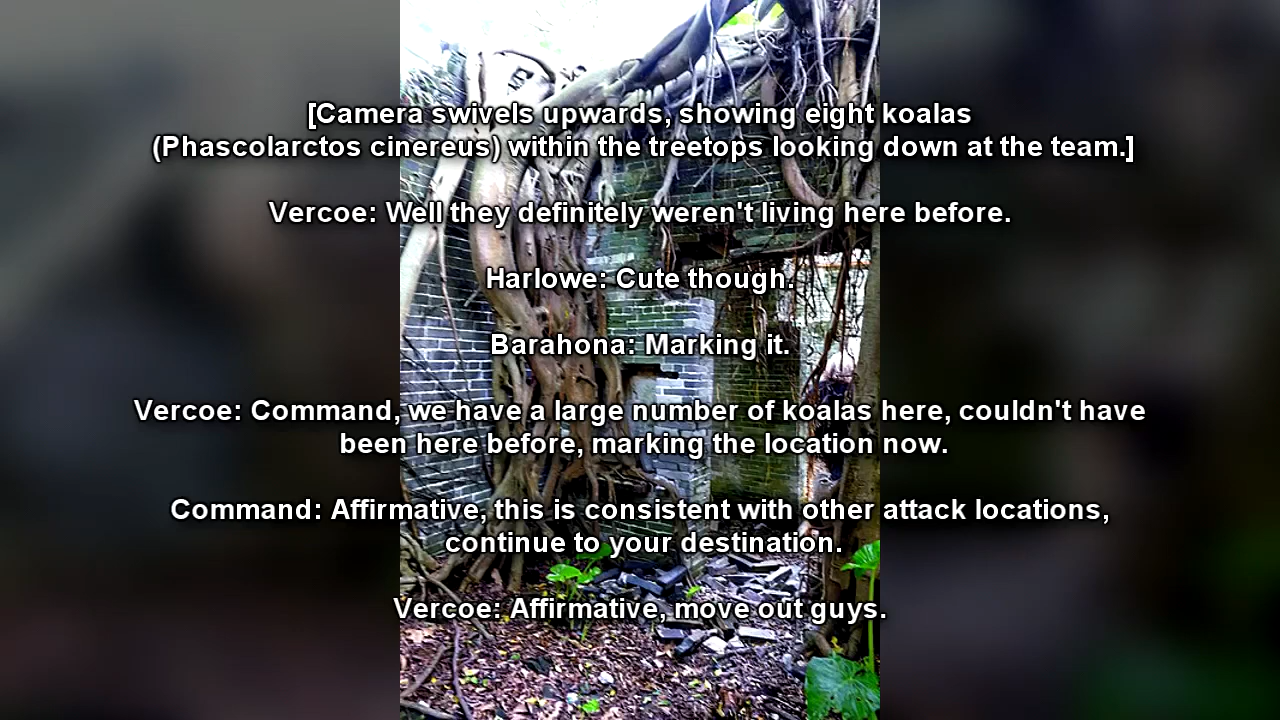 [Camera swivels upwards, showing eight koalas
(Phascolarctos cinereus) within the treetops looking down at the team.]
Vercoe: Well they definitely weren't living here before.
Harlowe: Cute though.
Barahona: Marking it.
Vercoe: Command, we have a large number of koalas here, couldn't have
been here before, marking the location now.
Command: Affirmative, this is consistent with other attack locations,
continue to your destination.
Vercoe: Affirmative, move out guys.